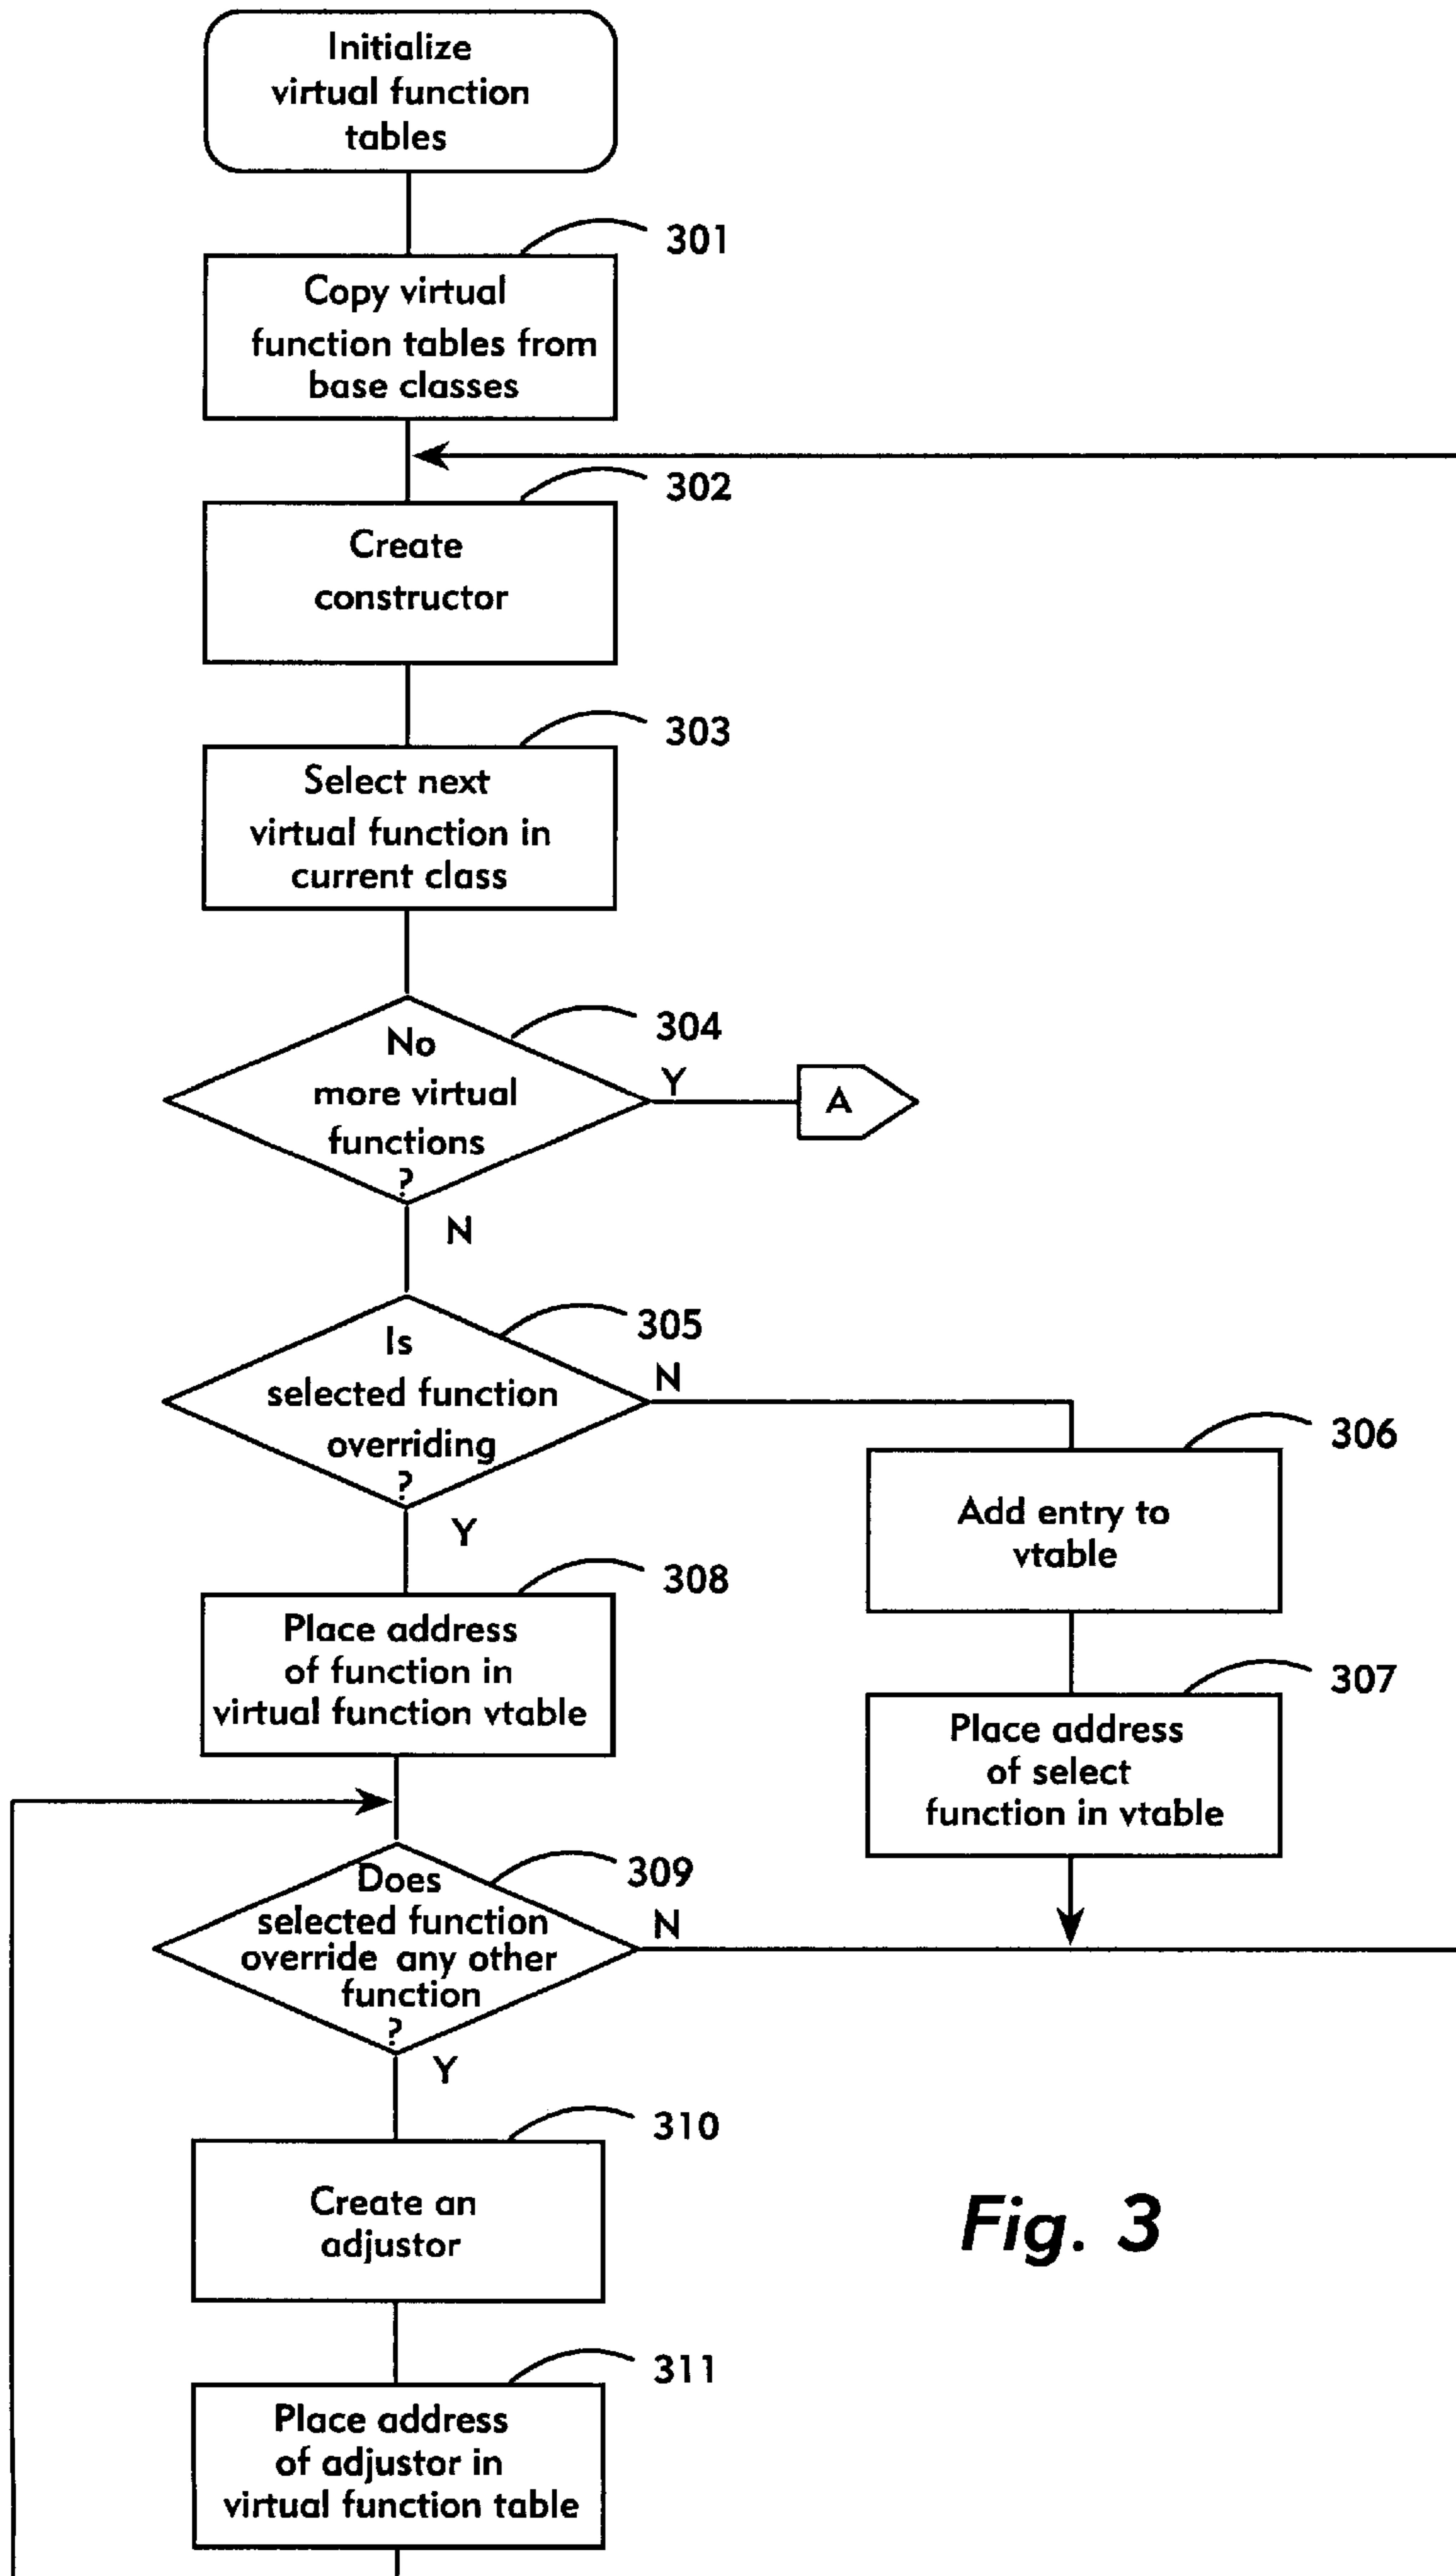 Initialize
virtual function
tables
301
Copy virtual
function tables from
base classes
302
Create
constructor
303
Select next
virtual function in
current class
304
No
more virtual
functions
?
Y
A
N
305
Is
selected function
overriding
?
N
Y
306
Add entry to
vtable
307
Place address
of select
function in vtable
308
Place address
of function in
virtual function vtable
309
Does
selected function
override any other
function
?
N
Y
310
Create an
adjustor
311
Place address
of adjustor in
virtual function table
Fig. 3